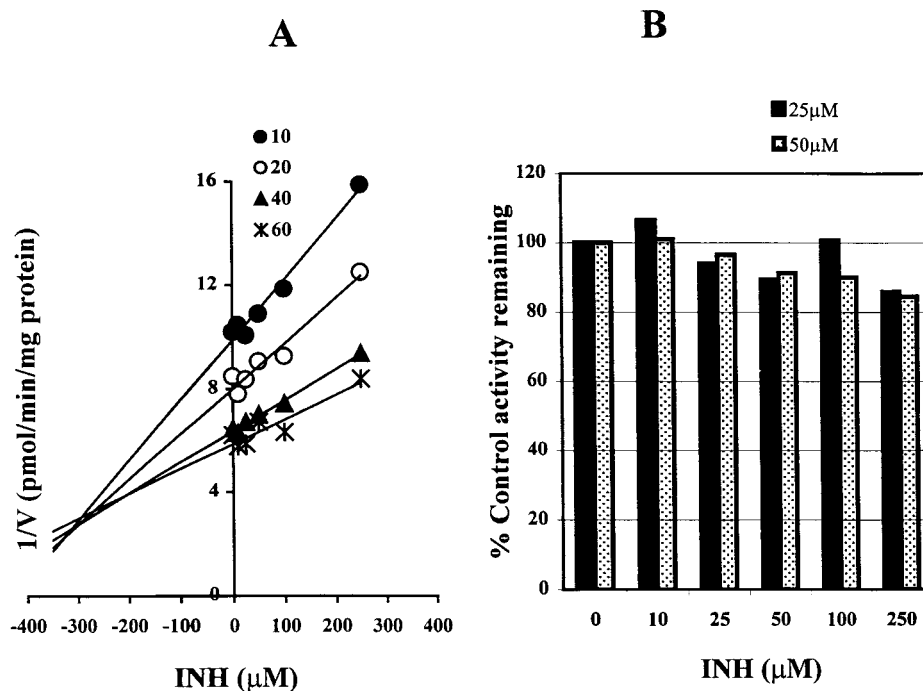 A
10
20
40
60
16
12
8
4
0
-400 -300 -200 -100 0 100 200 300 400
1/V (pmol/min/mg protein)
INH (μM)
B
25μM
50μM
120
100
80
60
40
20
0
0 10 25 50 100 250
% Control activity remaining
INH (μM)